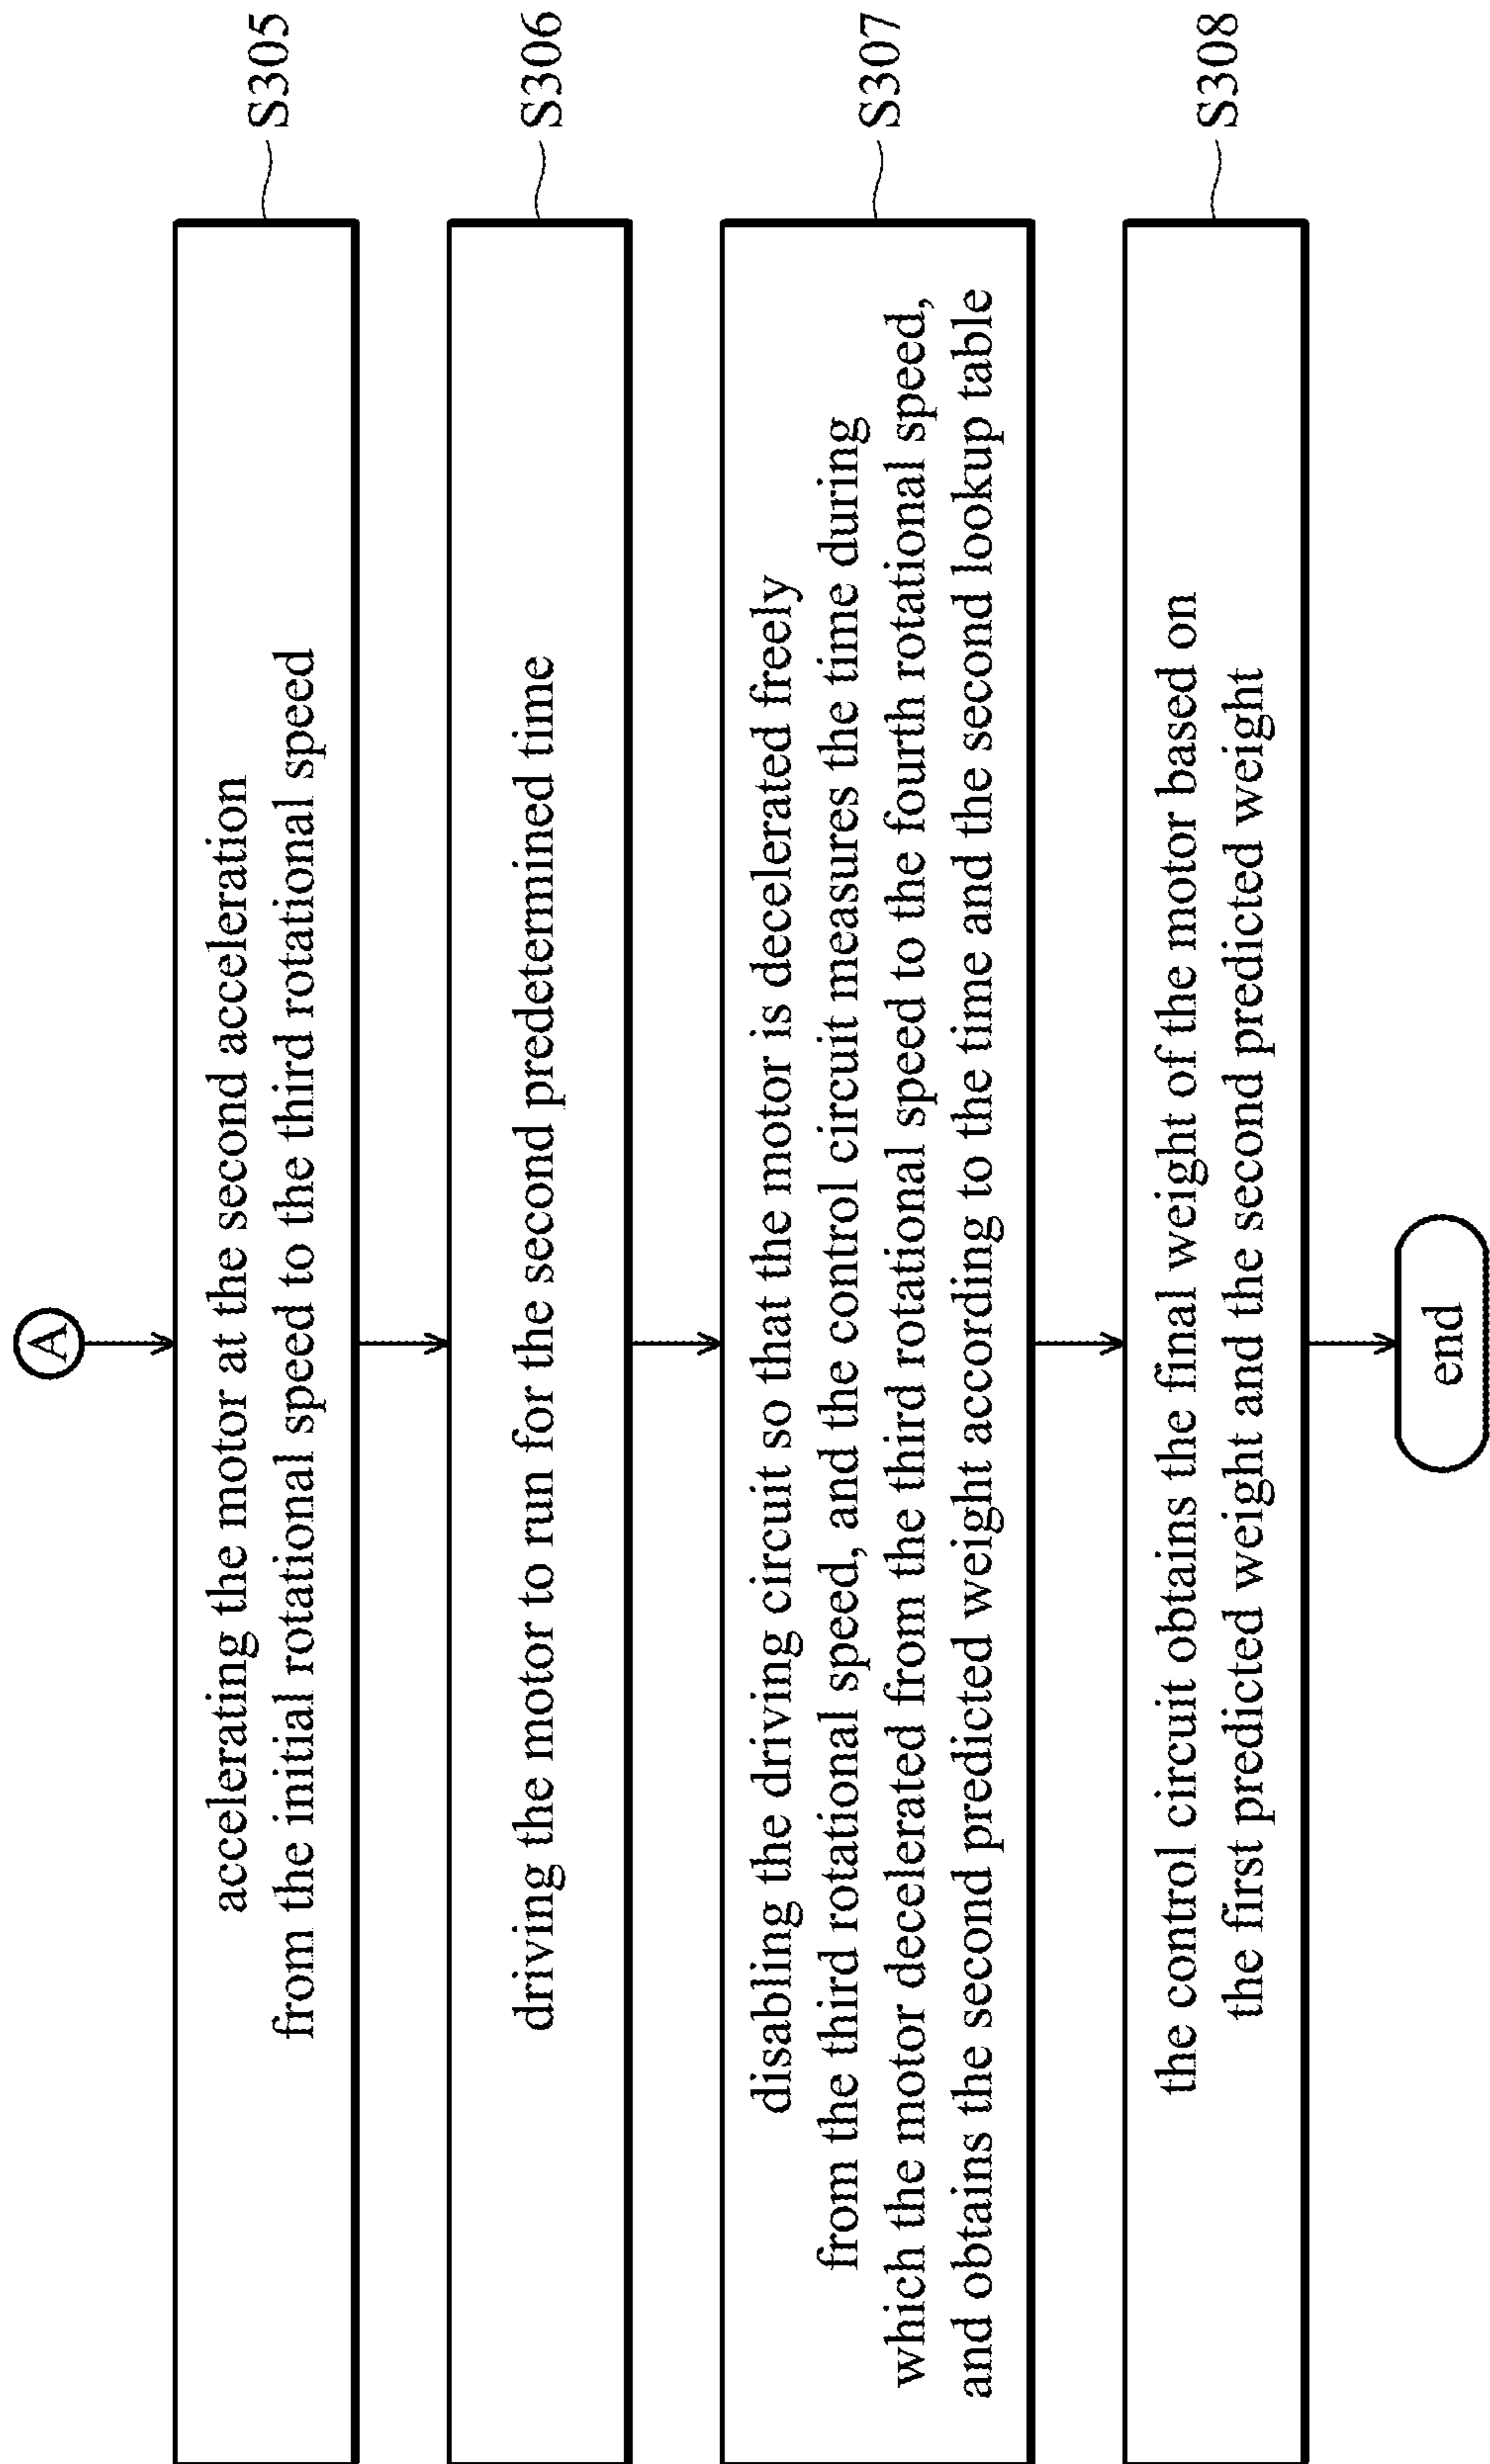 A
accelerating the motor at the second acceleration
from the initial rotational speed to the third rotational speed
S305
driving the motor to run for the second predetermined time
S306
disabling the driving circuit so that the motor is decelerated freely
from the third rotational speed, and the control circuit measures the time during
which the motor decelerated from the third rotational speed to the fourth rotational speed,
and obtains the second predicted weight according to the time and the second lookup table
S307
the control circuit obtains the final weight of the motor based on
the first predicted weight and the second predicted weight
S308
end